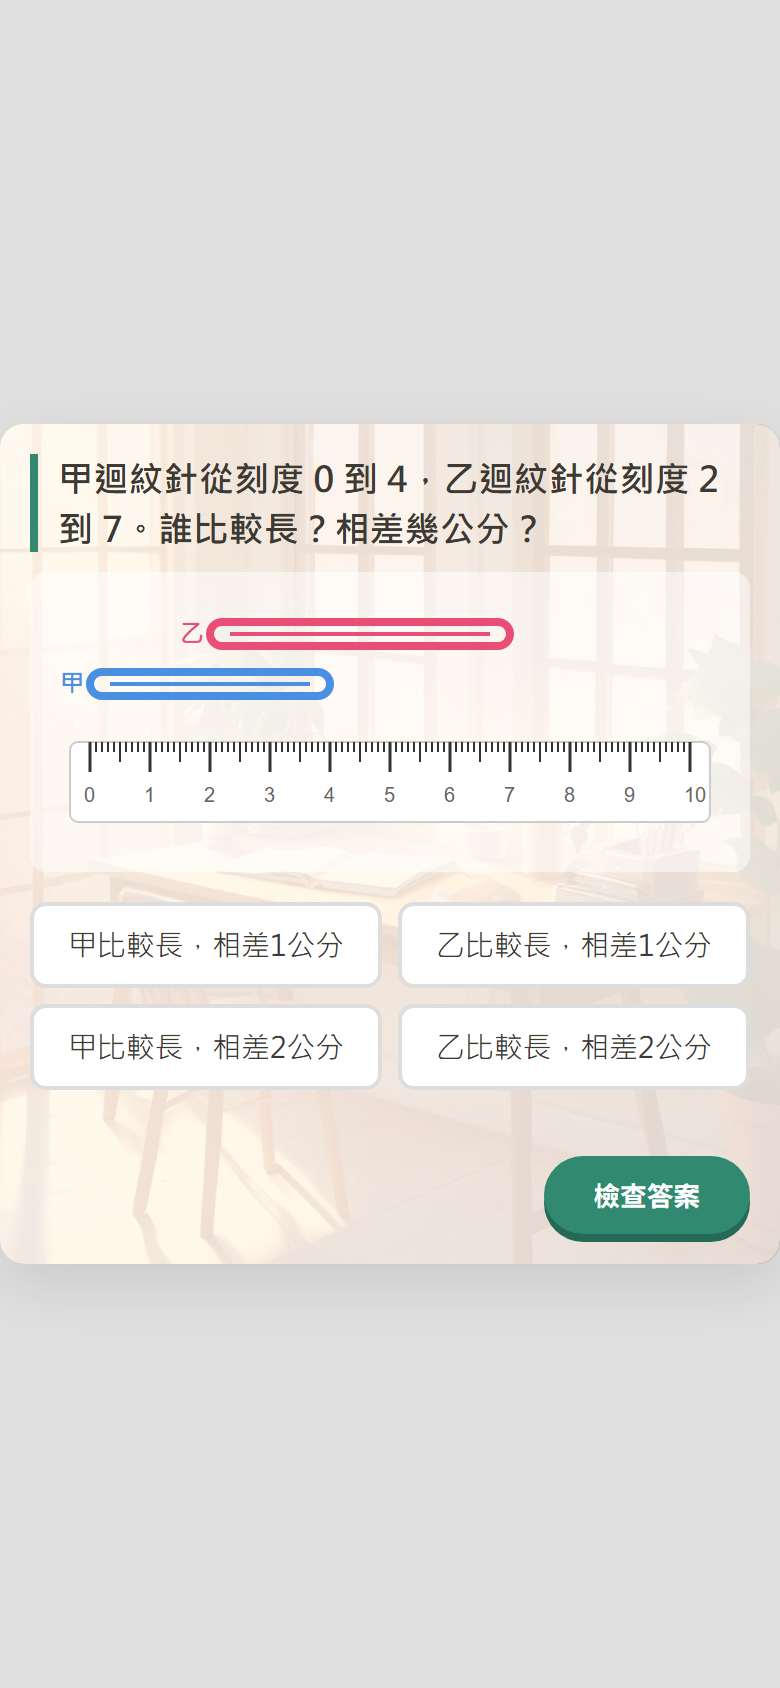 甲迴紋針從刻度 0 到 4，乙迴紋針從刻度 2
到 7。誰比較長？相差幾公分？
乙
甲
0 1 2 3 4 5 6 7 8 9 10
甲比較長，相差1公分
乙比較長，相差1公分
甲比較長，相差2公分
乙比較長，相差2公分
檢查答案